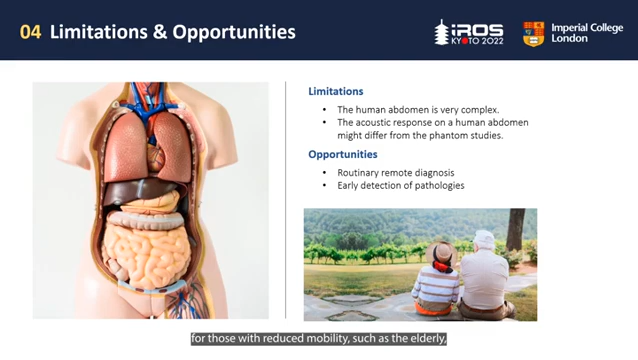 04 Limitations & Opportunities
iROS
KYOTO 2022
Imperial College
London
Limitations
• The human abdomen is very complex.
• The acoustic response on a human abdomen
might differ from the phantom studies.
Opportunities
• Routinary remote diagnosis
• Early detection of pathologies
for those with reduced mobility, such as the elderly,